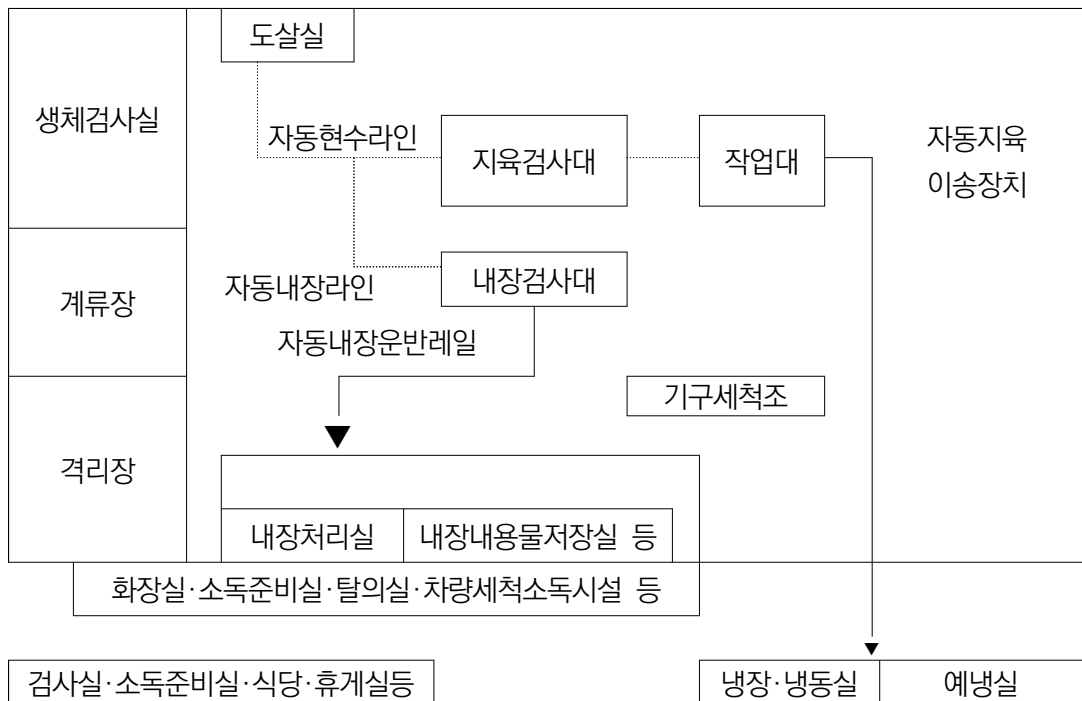 도살실
생체검사실
자동현수라인
지육검사대
작업대
자동지육
이송장치
계류장
자동내장라인
내장검사대
자동내장운반레일
기구세척조
격리장
내장처리실
내장내용물저장실 등
화장실·소독준비실·탈의실·차량세척소독시설 등
검사실·소독준비실·식당·휴게실등
냉장·냉동실
예냉실